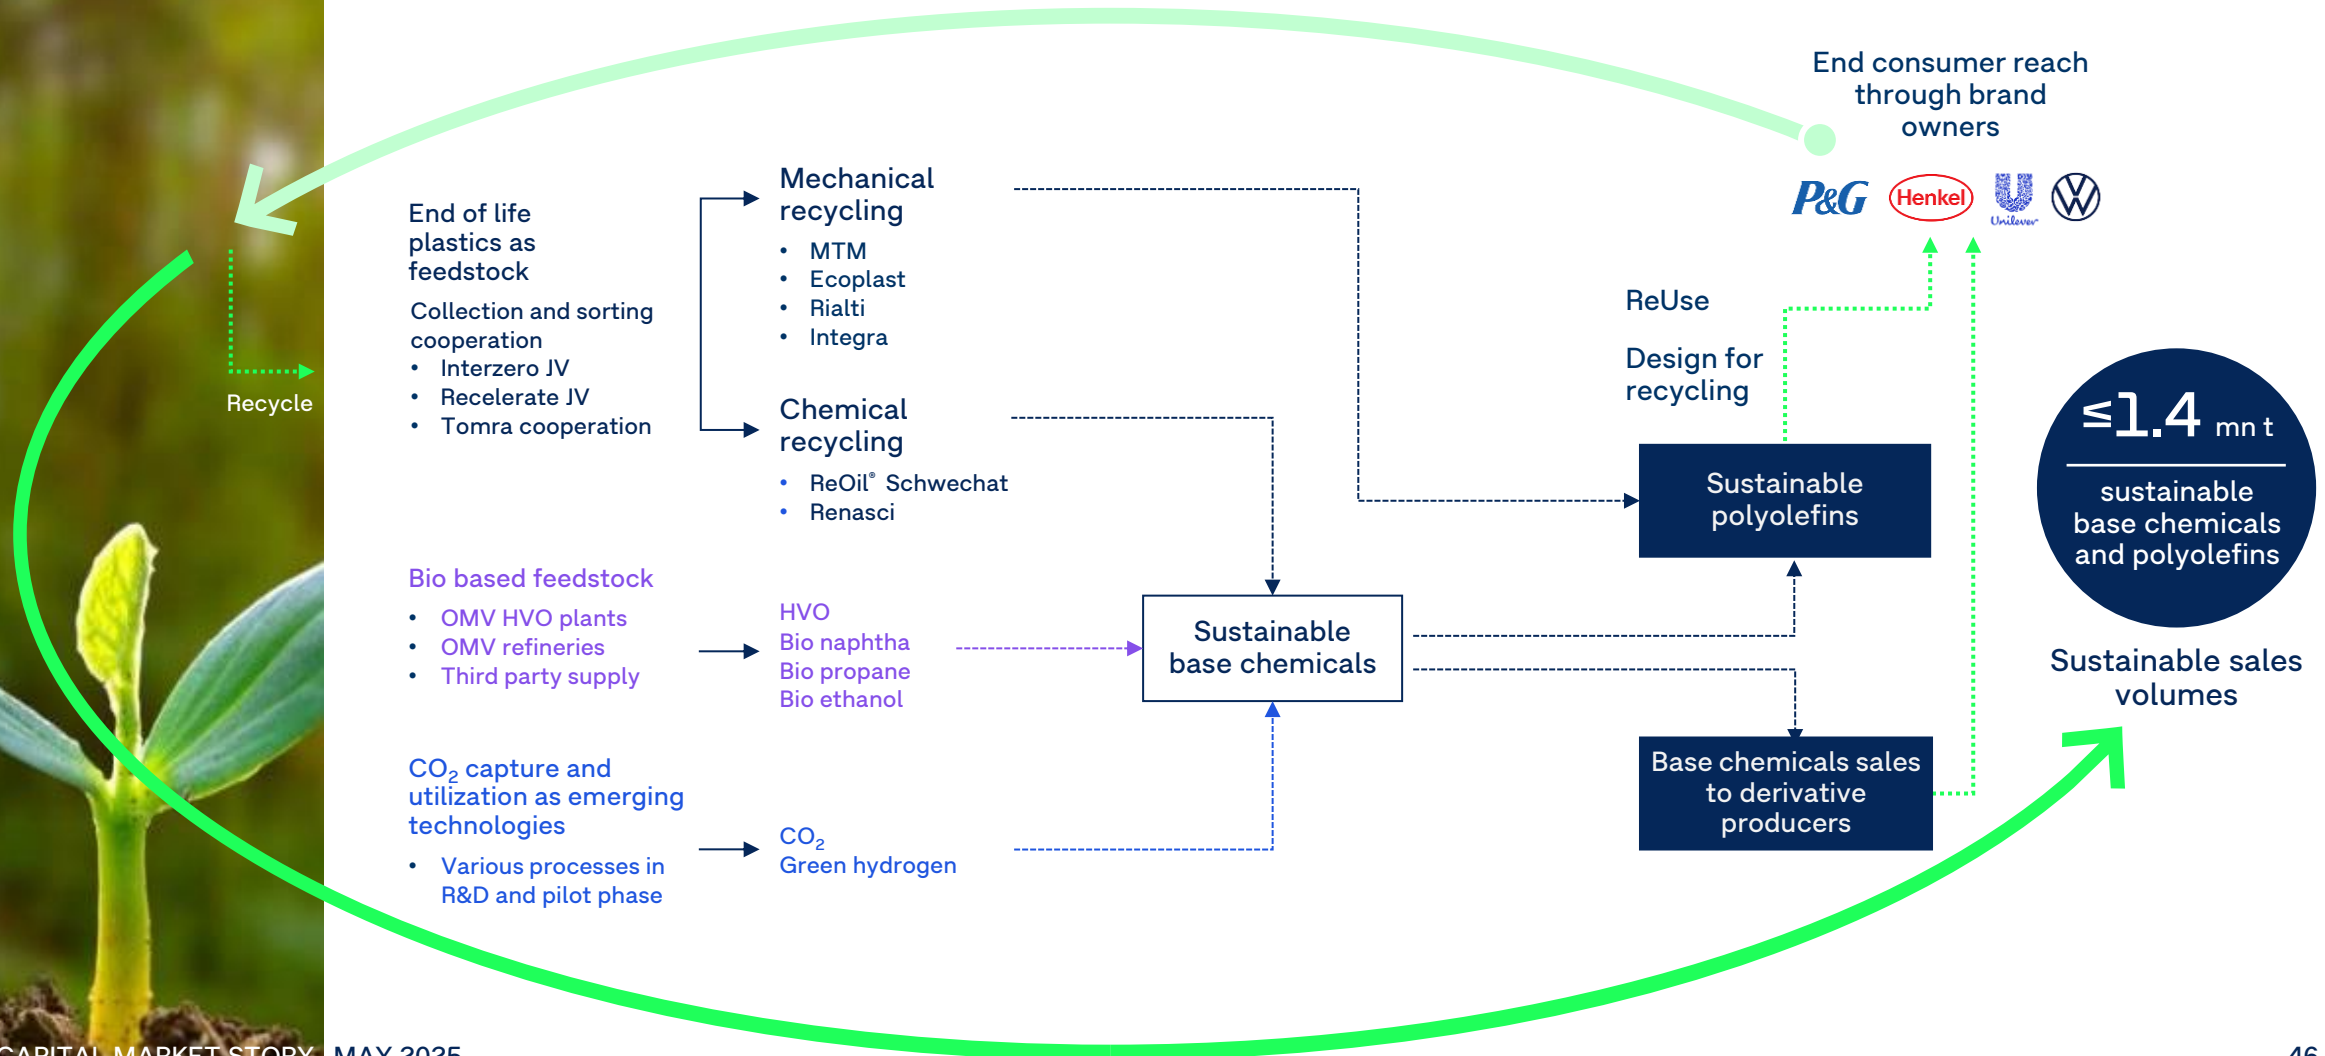 End consumer reach
through brand
owners
P&G
Henkel
Unilever
Recycle
End of life
plastics as
feedstock
Collection and sorting
cooperation
• Interzero JV
• Recelerate JV
• Tomra cooperation
Mechanical
recycling
• MTM
• Ecoplast
• Rialti
• Integra
Chemical
recycling
• ReOil® Schwechat
• Renasci
Bio based feedstock
• OMV HVO plants
• OMV refineries
• Third party supply
HVO
Bio naphtha
Bio propane
Bio ethanol
CO₂ capture and
utilization as emerging
technologies
• Various processes in
R&D and pilot phase
CO₂
Green hydrogen
Sustainable
base chemicals
ReUse
Design for
recycling
Sustainable
polyolefins
Base chemicals sales
to derivative
producers
≤1.4 mn t
sustainable
base chemicals
and polyolefins
Sustainable sales
volumes
CAPITAL MARKET STORY MAY 2025
46